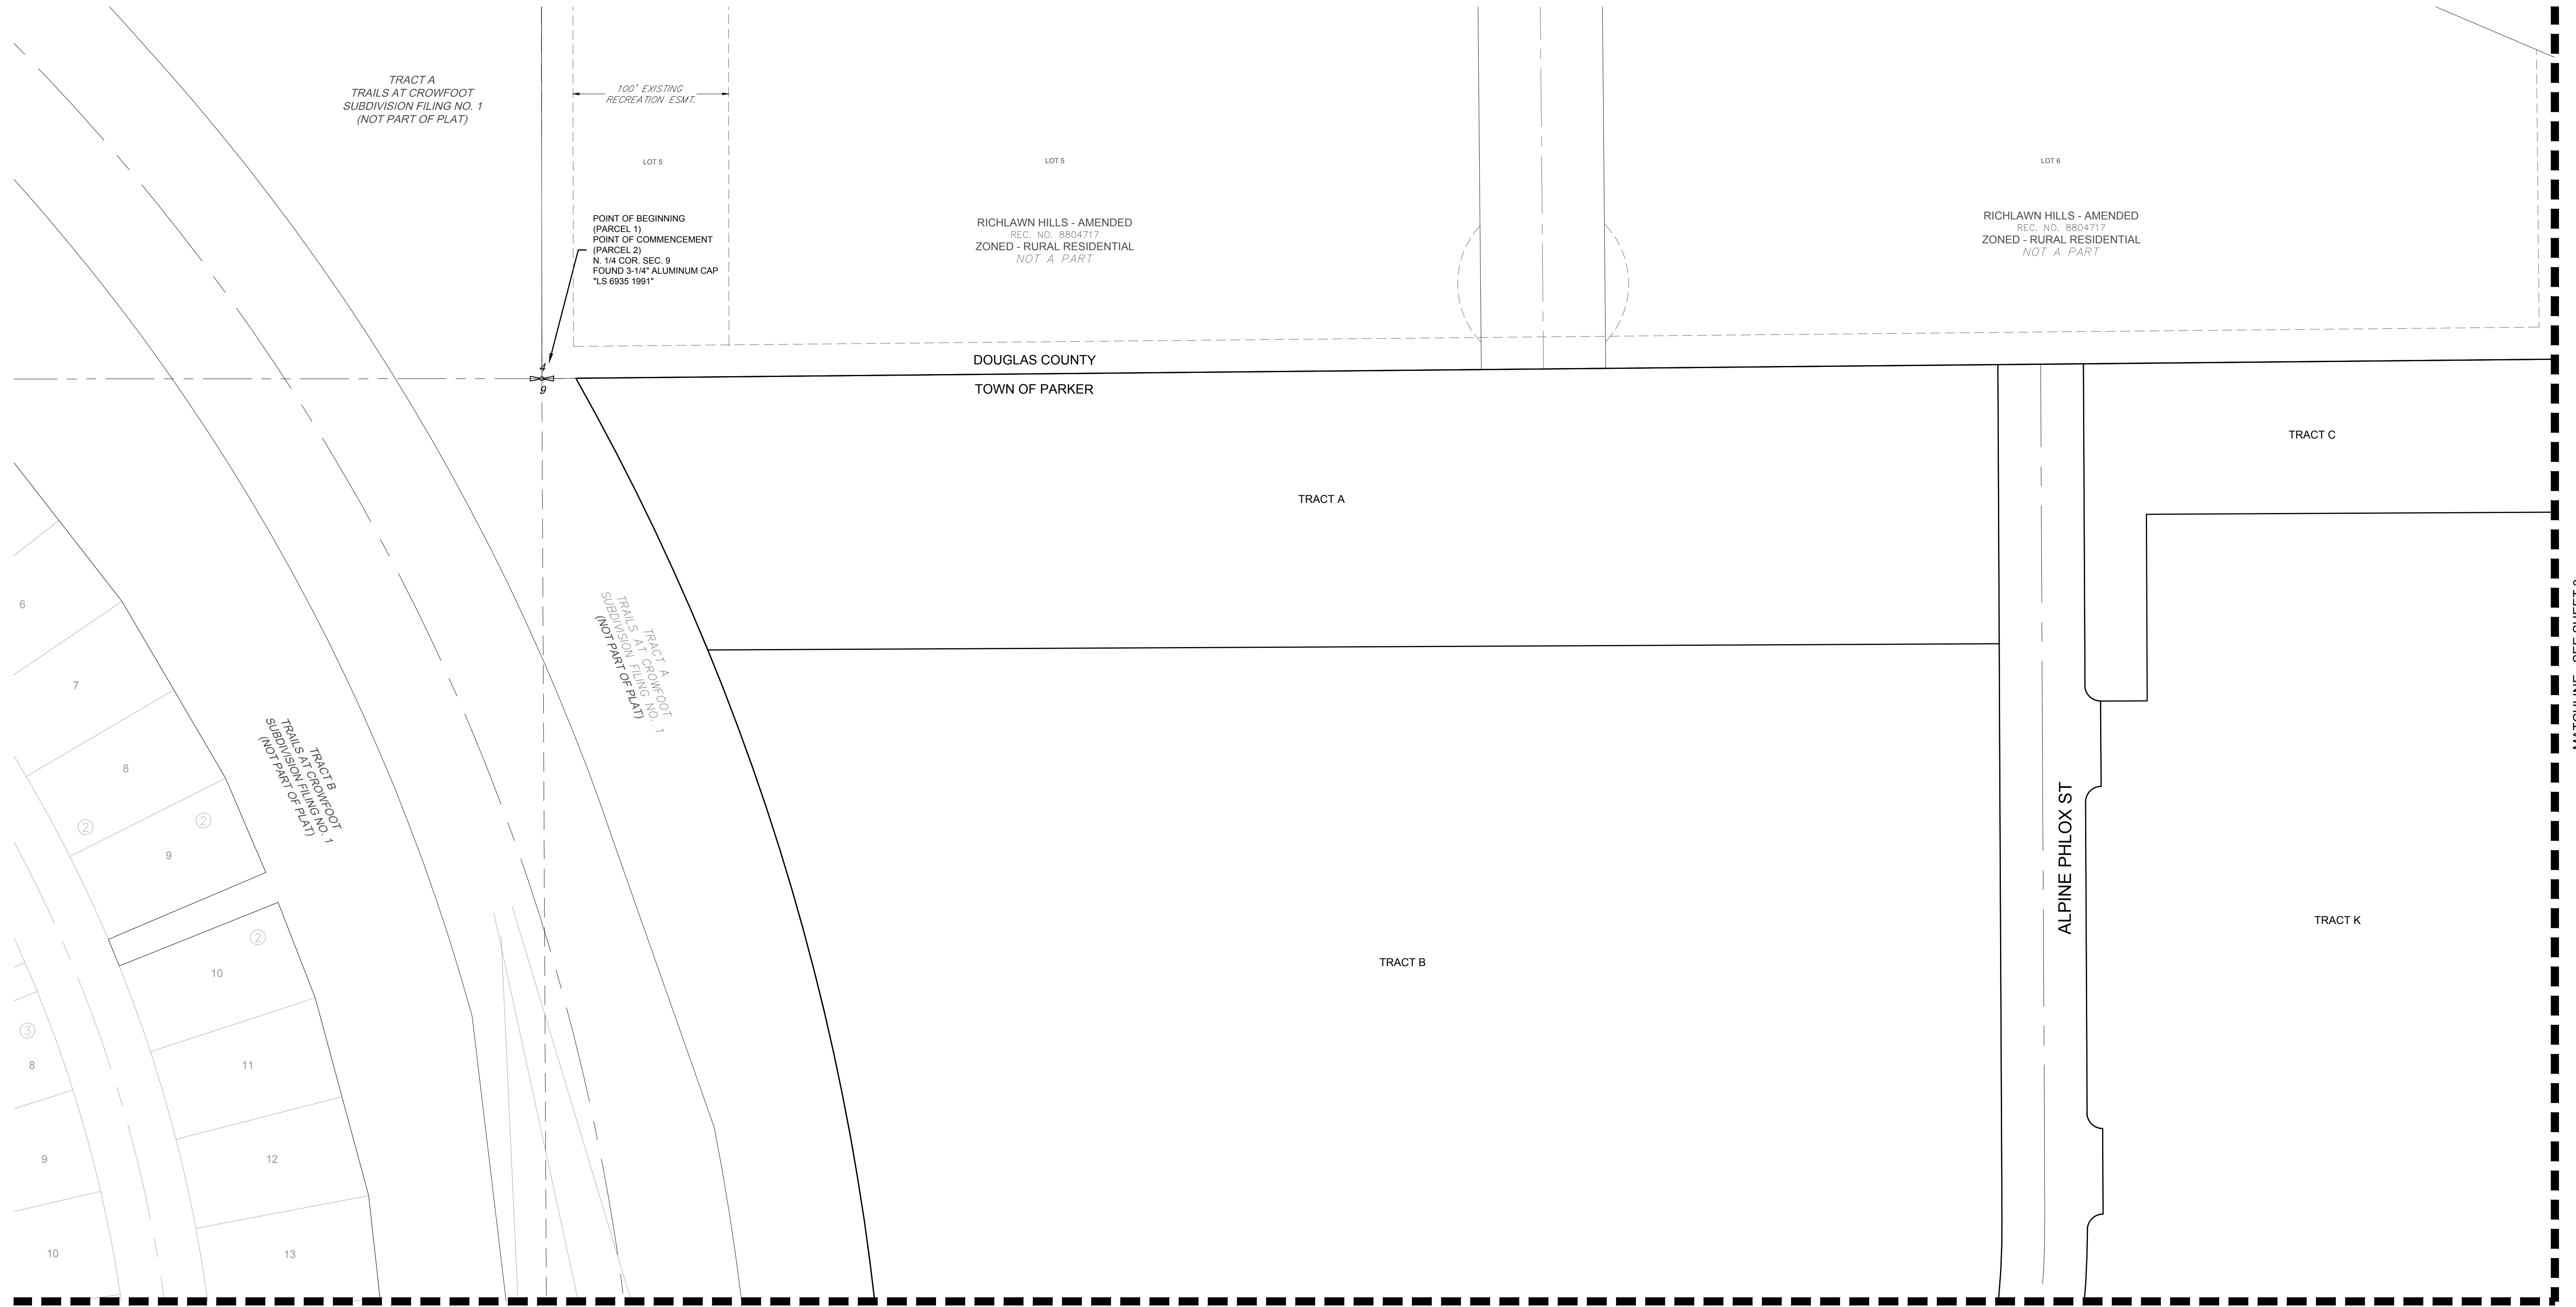 TRACT A
TRAILS AT CROWFOOT
SUBDIVISION FILING NO. 1
(NOT PART OF PLAT)
100' EXISTING
RECREATION ESMT.
LOT 5
LOT 5
LOT 6
POINT OF BEGINNING
(PARCEL 1)
POINT OF COMMENCEMENT
(PARCEL 2)
N. 1/4 COR. SEC. 9
FOUND 3-1/4" ALUMINUM CAP
"LS 6935 1991"
RICHLAWN HILLS - AMENDED
REC. NO. 8804717
ZONED - RURAL RESIDENTIAL
NOT A PART
RICHLAWN HILLS - AMENDED
REC. NO. 8804717
ZONED - RURAL RESIDENTIAL
NOT A PART
DOUGLAS COUNTY
TOWN OF PARKER
4
9
TRACT C
TRACT A
TRACT A
TRAILS AT CROWFOOT
SUBDIVISION FILING NO. 1
(NOT PART OF PLAT)
TRACT B
TRAILS AT CROWFOOT
SUBDIVISION FILING NO. 1
(NOT PART OF PLAT)
6
7
8
2
2
9
2
10
3
8
11
9
12
10
13
ALPINE PHLOX ST
TRACT K
TRACT B